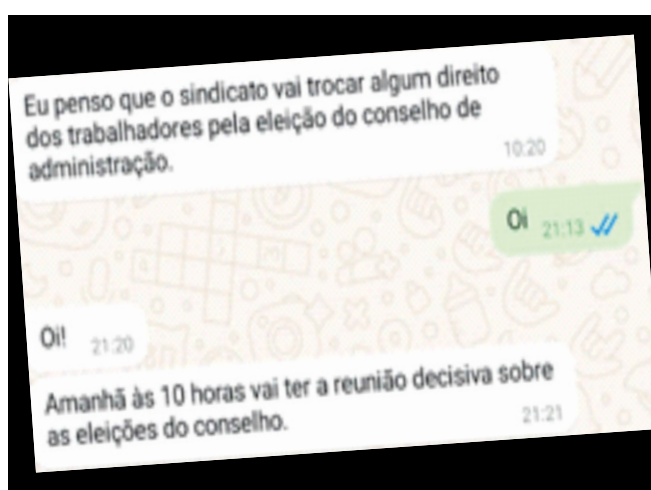 Eu penso que o sindicato vai trocar algum direito
dos trabalhadores pela eleição do conselho de
administração.
10:20
Oi 21:13
Oi! 21:20
Amanhã às 10 horas vai ter a reunião decisiva sobre
as eleições do conselho.
21:21